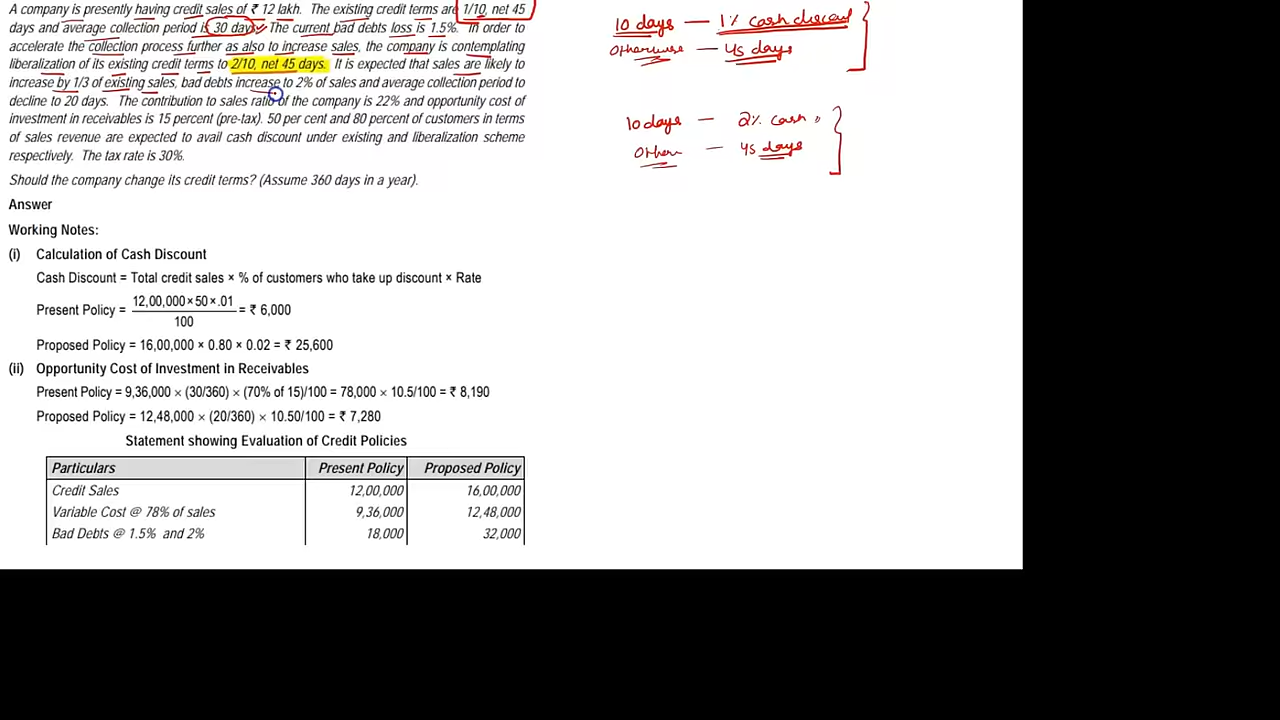 A company is presently having credit sales of ₹ 12 lakh. The existing credit terms are 1/10, net 45
days and average collection period is 30 days. The current bad debts loss is 1.5%. In order to
accelerate the collection process further as also to increase sales, the company is contemplating
liberalization of its existing credit terms to 2/10, net 45 days. It is expected that sales are likely to
increase by 1/3 of existing sales, bad debts increase to 2% of sales and average collection period to
decline to 20 days. The contribution to sales ratio of the company is 22% and opportunity cost of
investment in receivables is 15 percent (pre-tax). 50 per cent and 80 percent of customers in terms
of sales revenue are expected to avail cash discount under existing and liberalization scheme
respectively. The tax rate is 30%.
Should the company change its credit terms? (Assume 360 days in a year).
Answer
Working Notes:
(i) Calculation of Cash Discount
Cash Discount = Total credit sales × % of customers who take up discount × Rate
Present Policy = 12,00,000 × 50 × .01 / 100 = ₹ 6,000
Proposed Policy = 16,00,000 × 0.80 × 0.02 = ₹ 25,600
(ii) Opportunity Cost of Investment in Receivables
Present Policy = 9,36,000 × (30/360) × (70% of 15)/100 = 78,000 × 10.5/100 = ₹ 8,190
Proposed Policy = 12,48,000 × (20/360) × 10.50/100 = ₹ 7,280
Statement showing Evaluation of Credit Policies
Particulars Present Policy Proposed Policy
Credit Sales 12,00,000 16,00,000
Variable Cost @ 78% of sales 9,36,000 12,48,000
Bad Debts @ 1.5% and 2% 18,000 32,000
10 days — 1% cash discount
Otherwise — 45 days
10 days — 2% cash
Other — 45 days